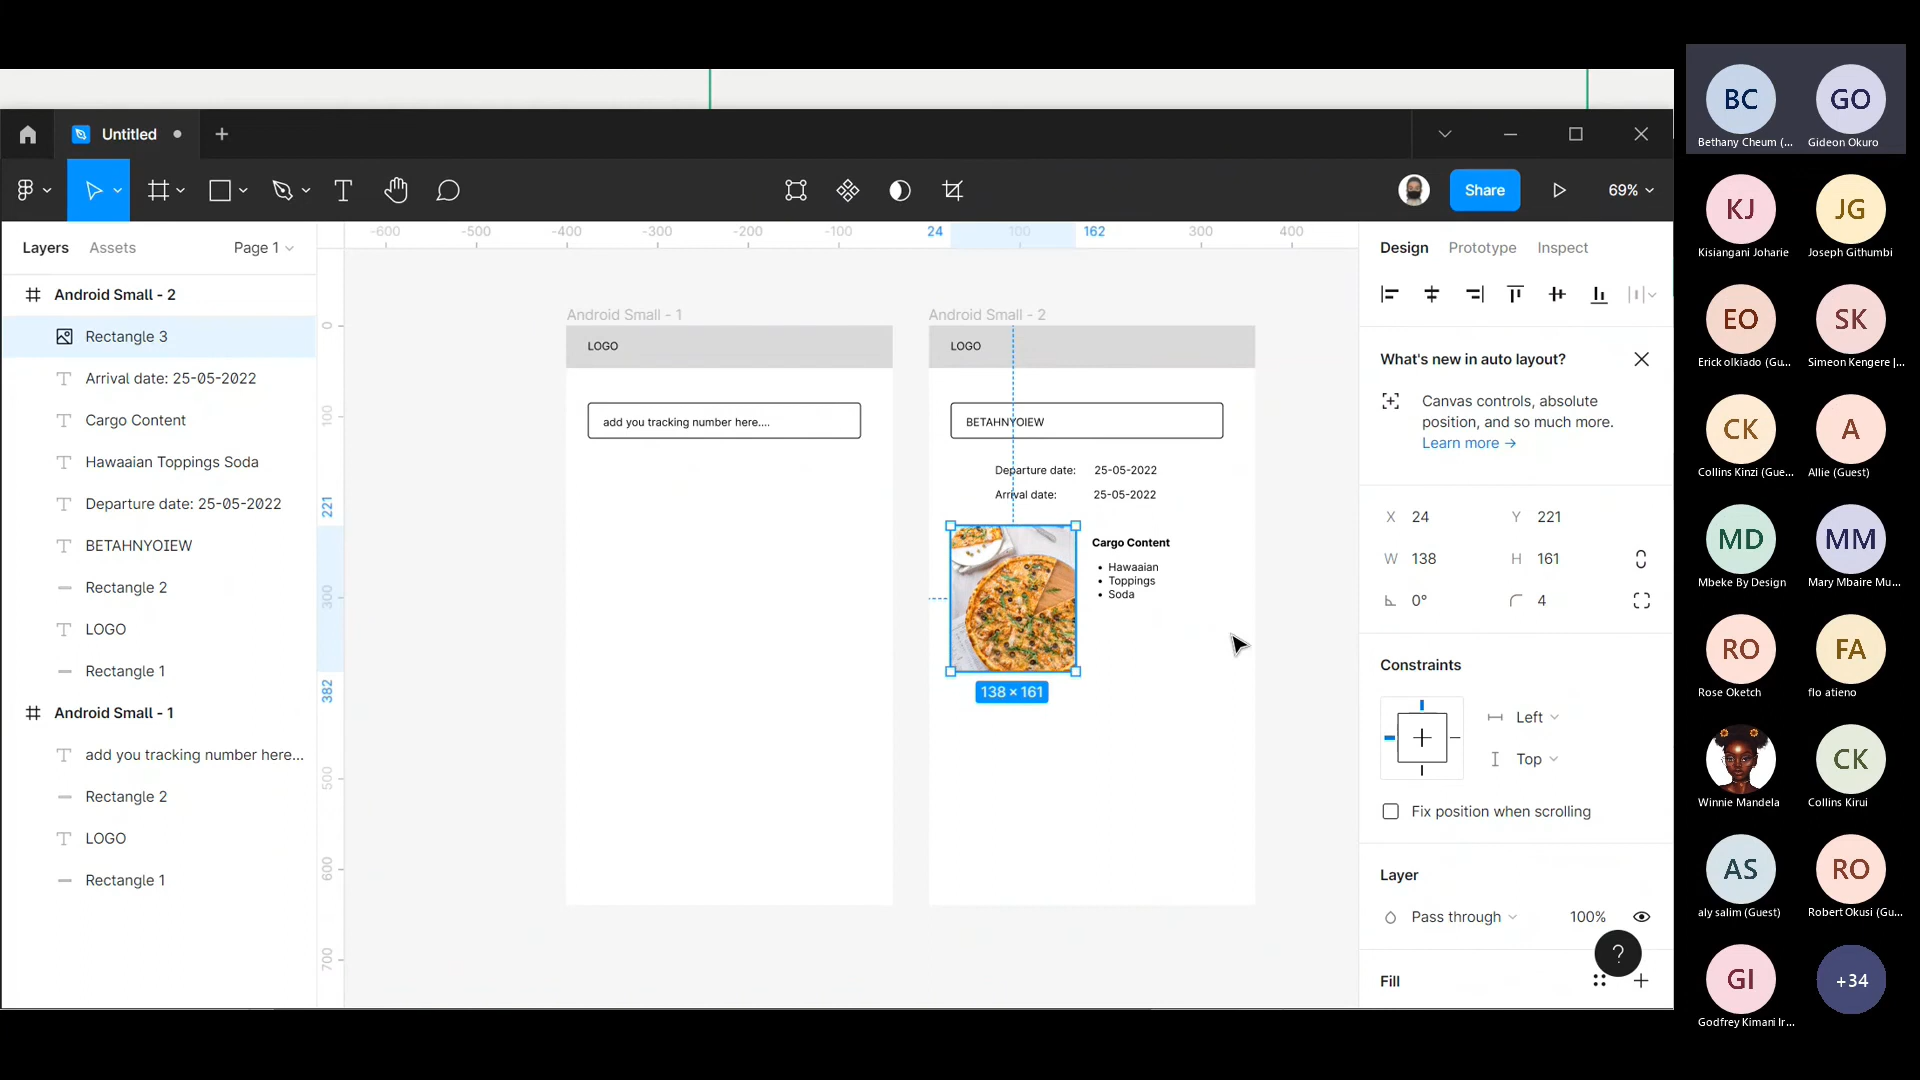 Untitled
Share
69%
Layers
Assets
Page 1
Android Small - 2
Rectangle 3
Arrival date: 25-05-2022
Cargo Content
Hawaaian Toppings Soda
Departure date: 25-05-2022
BETAHNYOIEW
Rectangle 2
LOGO
Rectangle 1
Android Small - 1
add you tracking number here...
Rectangle 2
LOGO
Rectangle 1
-600
-500
-400
-300
-200
-100
24
100
162
300
400
0
100
221
300
382
500
600
700
Android Small - 1
LOGO
add you tracking number here....
Android Small - 2
LOGO
BETAHNYOIEW
Departure date: 25-05-2022
Arrival date: 25-05-2022
Cargo Content
Hawaaian
Toppings
Soda
138 × 161
Design
Prototype
Inspect
What's new in auto layout?
Canvas controls, absolute
position, and so much more.
Learn more →
X 24
Y 221
W 138
H 161
0°
4
Constraints
Left
Top
Fix position when scrolling
Layer
Pass through
100%
?
Fill
BC
Bethany Cheum (...
GO
Gideon Okuro
KJ
Kisiangani Joharie
JG
Joseph Githumbi
EO
Erick olkiado (Gu...
SK
Simeon Kengere |...
CK
Collins Kinzi (Gue...
A
Allie (Guest)
MD
Mbeke By Design
MM
Mary Mbaire Mu...
RO
Rose Oketch
FA
flo atieno
Winnie Mandela
CK
Collins Kirui
AS
aly salim (Guest)
RO
Robert Okusi (Gu...
GI
Godfrey Kimani Ir...
+34